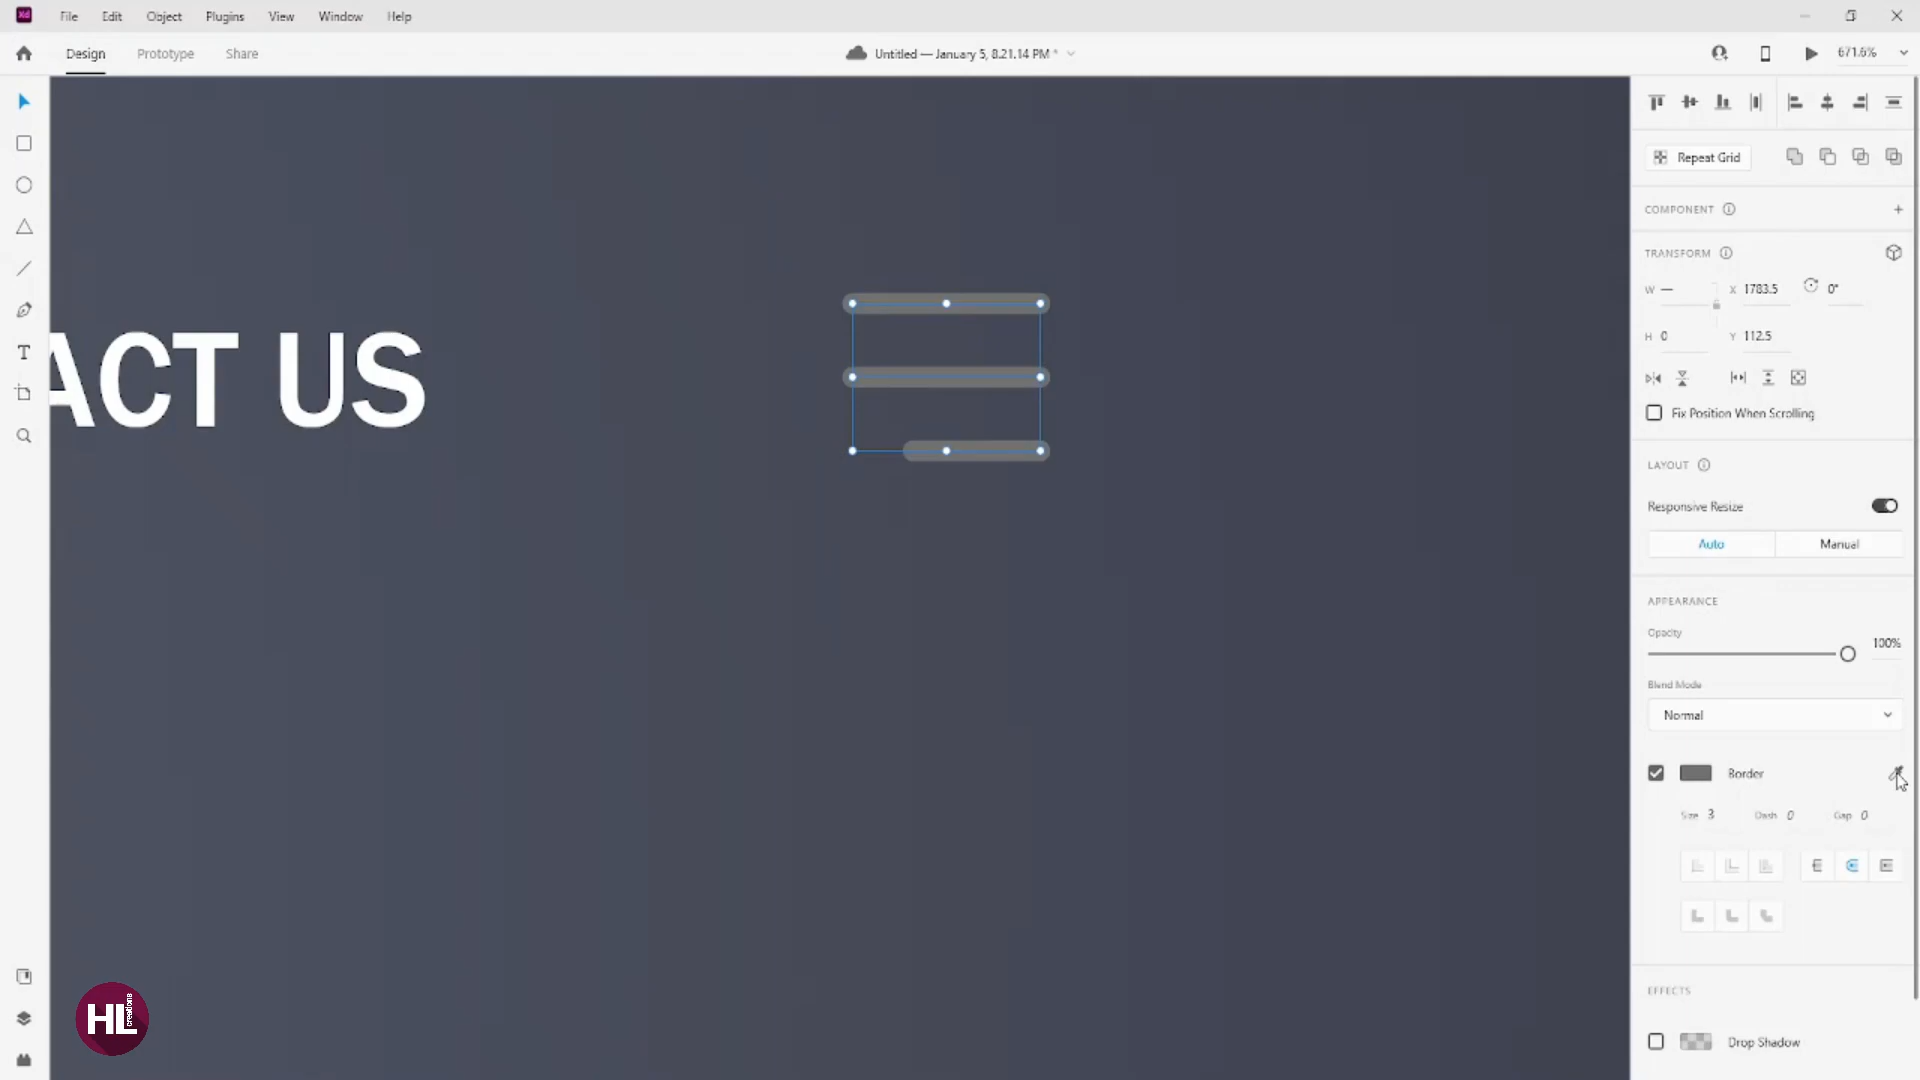 Xd File Edit Object Plugins View Window Help
Design Prototype Share Untitled — January 5, 8.21.14 PM * 671.6%
Repeat Grid
COMPONENT
TRANSFORM
W — X 1783.5 0°
H 0 Y 112.5
Fix Position When Scrolling
LAYOUT
Responsive Resize
Auto Manual
APPEARANCE
Opacity
100%
Blend Mode
Normal
Border
Size 3 Dash 0 Gap 0
EFFECTS
Drop Shadow
ACT US
T
HL creations